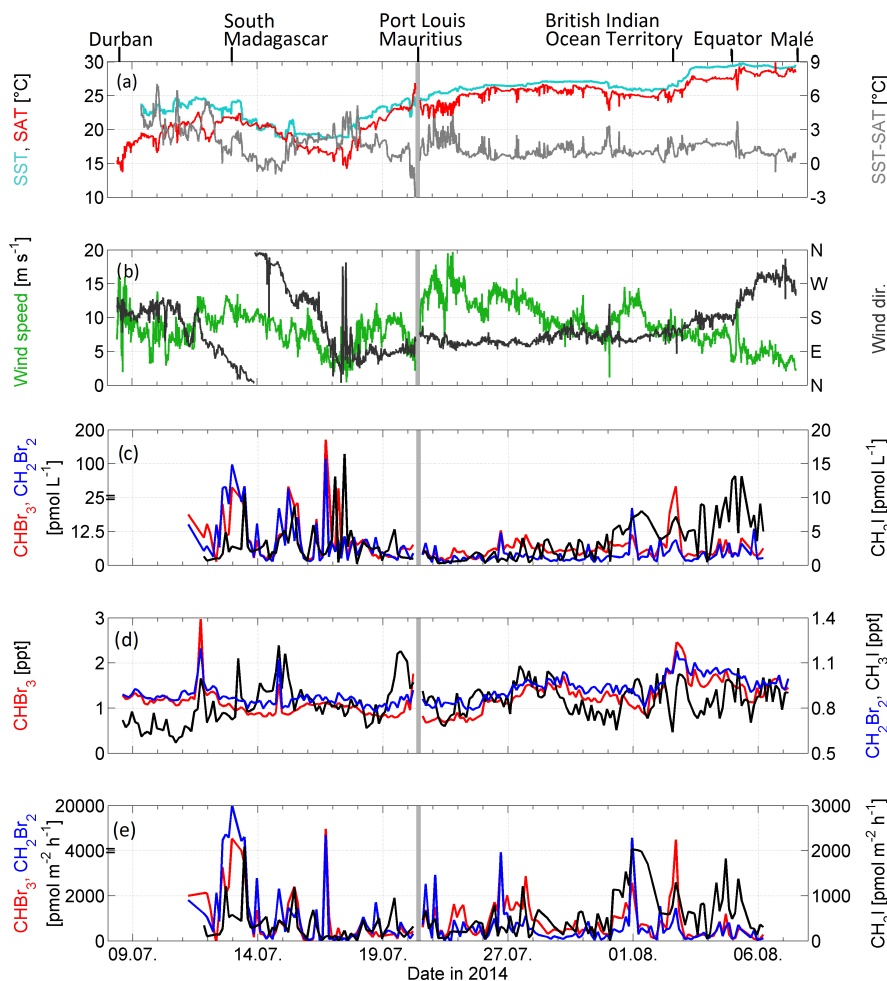 Durban
South
Madagascar
Port Louis
Mauritius
British Indian
Ocean Territory
Equator
Malé
(a)
SST, SAT [°C]
30
25
20
15
10
9
6
3
0
-3
SST-SAT [°C]
(b)
Wind speed [m s⁻¹]
20
15
10
5
0
N
W
S
E
N
Wind dir.
(c)
CHBr₃, CH₂Br₂
[pmol L⁻¹]
200
100
25
12.5
0
20
15
10
5
0
CH₃I [pmol L⁻¹]
(d)
CHBr₃ [ppt]
3
2
1
0
1.4
1.1
0.8
0.5
CH₂Br₂, CH₃I [ppt]
(e)
CHBr₃, CH₂Br₂
[pmol m⁻² h⁻¹]
20000
4000
2000
0
3000
2000
1000
0
CH₃I [pmol m⁻² h⁻¹]
09.07.
14.07.
19.07.
27.07.
01.08.
06.08.
Date in 2014